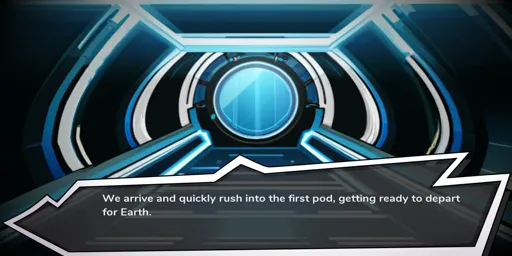 We arrive and quickly rush into the first pod, getting ready to depart
for Earth.